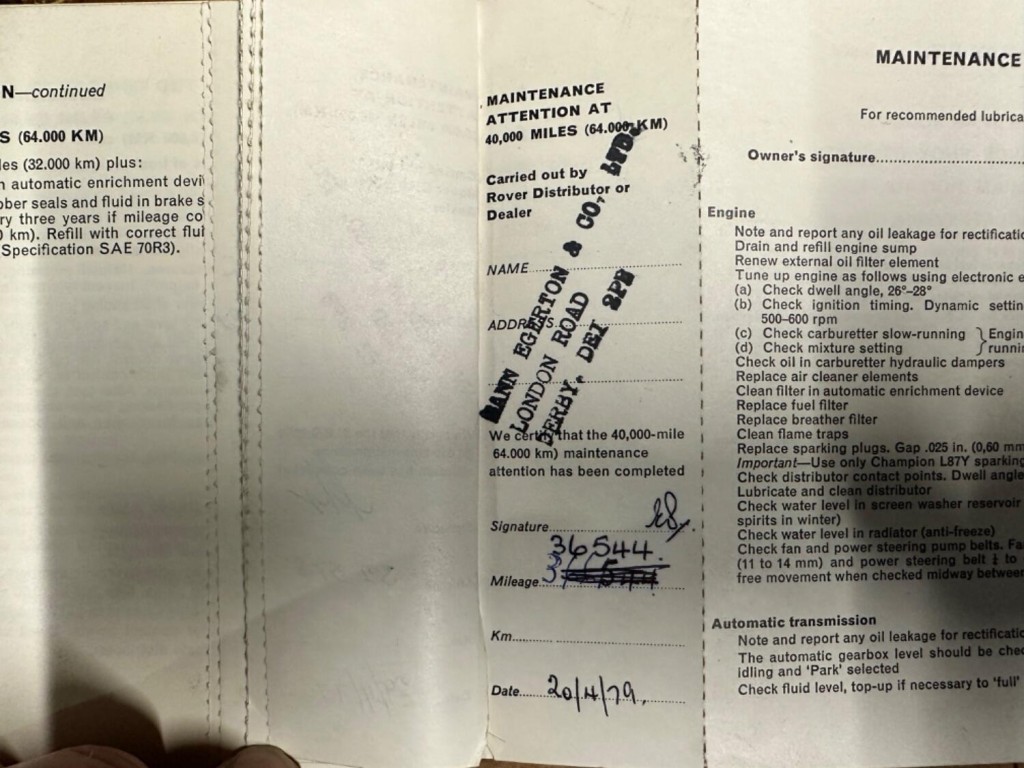 N—continued
S (64.000 KM)
les (32.000 km) plus:
n automatic enrichment devi
ber seals and fluid in brake s
ry three years if mileage co
0 km). Refill with correct flui
Specification SAE 70R3).
MAINTENANCE
ATTENTION AT
40,000 MILES (64.000 KM)
Carried out by
Rover Distributor or
Dealer
NAME
ADDRESS
MANN EGERTON & CO, LTD.
LONDON ROAD
DERBY. DE1 2PB
We certify that the 40,000-mile
64.000 km) maintenance
attention has been completed
Signature
36544.
Mileage
Km.
Date 20/4/79.
MAINTENANCE
For recommended lubrica
Owner's signature
Engine
Note and report any oil leakage for rectificatio
Drain and refill engine sump
Renew external oil filter element
Tune up engine as follows using electronic e
(a) Check dwell angle, 26°–28°
(b) Check ignition timing. Dynamic settin
500–600 rpm
(c) Check carburetter slow-running } Engin
(d) Check mixture setting } runnin
Check oil in carburetter hydraulic dampers
Replace air cleaner elements
Clean filter in automatic enrichment device
Replace fuel filter
Replace breather filter
Clean flame traps
Replace sparking plugs. Gap .025 in. (0,60 mm
Important—Use only Champion L87Y sparking
Check distributor contact points. Dwell angle
Lubricate and clean distributor
Check water level in screen washer reservoir
spirits in winter)
Check water level in radiator (anti-freeze)
Check fan and power steering pump belts. Fa
(11 to 14 mm) and power steering belt ¼ to
free movement when checked midway between
Automatic transmission
Note and report any oil leakage for rectificatio
The automatic gearbox level should be chec
idling and 'Park' selected
Check fluid level, top-up if necessary to 'full'